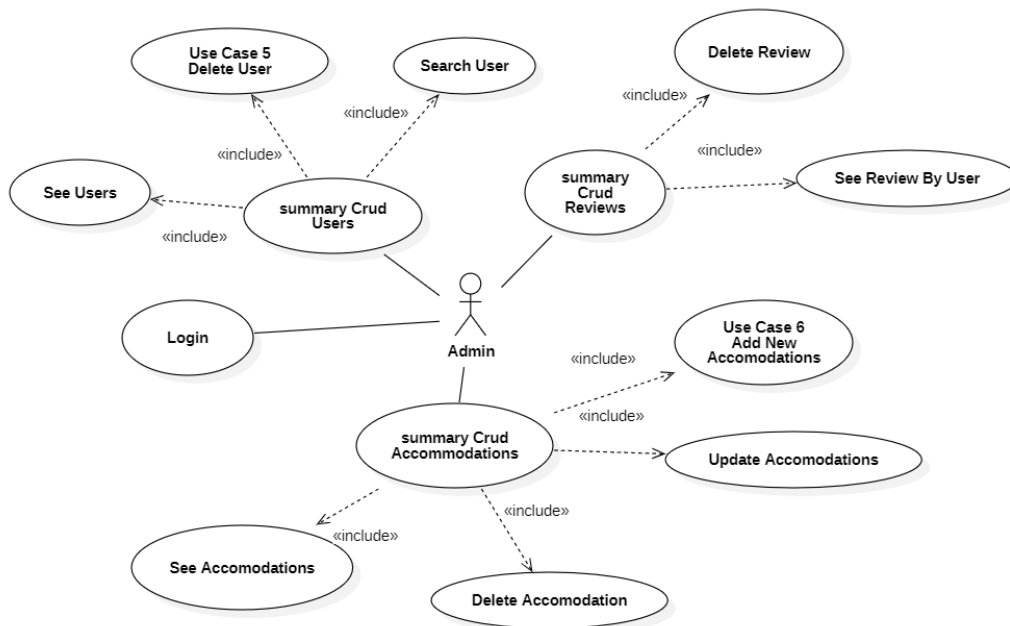 Use Case 5
Delete User
Search User
Delete Review
«include»
«include»
«include»
«include»
See Users
summary Crud
Users
«include»
summary
Crud
Reviews
See Review By User
Login
Admin
Use Case 6
Add New
Accomodations
«include»
«include»
summary Crud
Accommodations
Update Accomodations
«include»
«include»
See Accomodations
Delete Accomodation